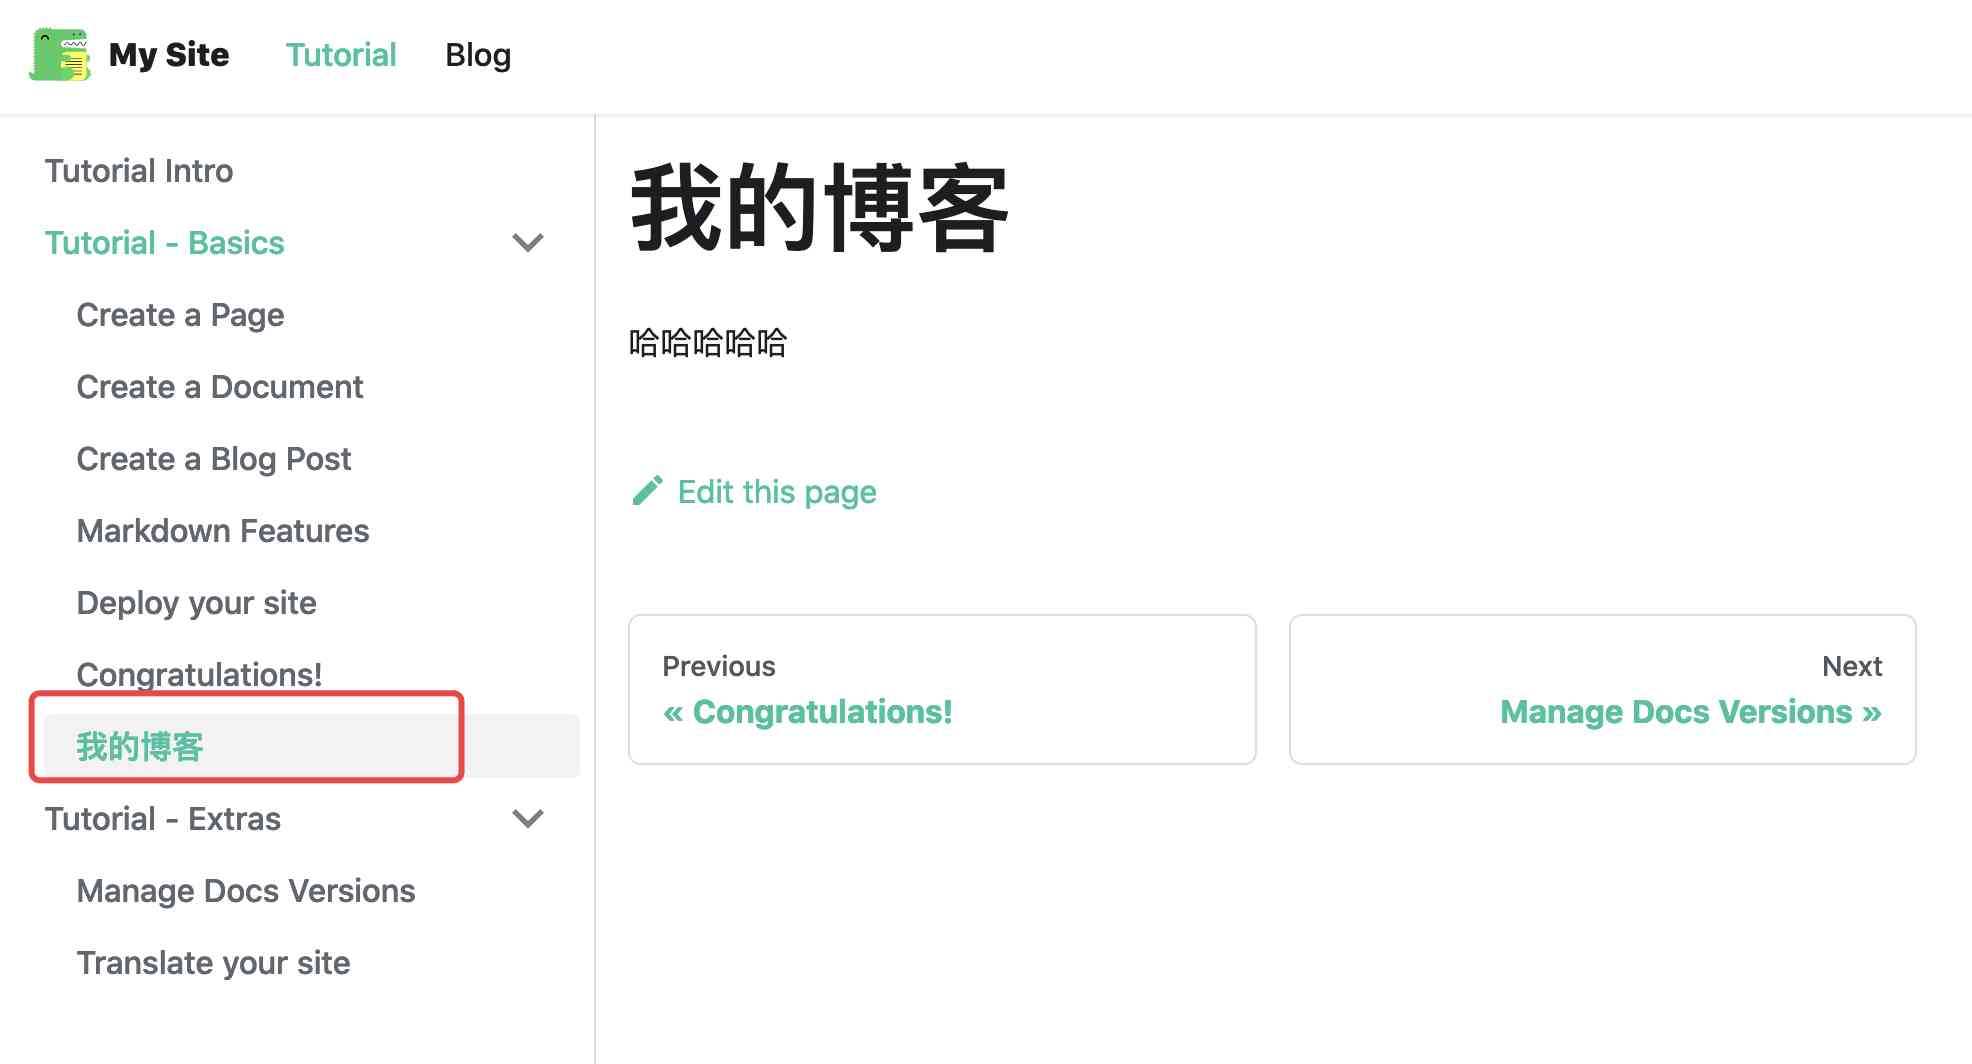 My Site Tutorial Blog
Tutorial Intro
Tutorial - Basics
Create a Page
Create a Document
Create a Blog Post
Markdown Features
Deploy your site
Congratulations!
我的博客
Tutorial - Extras
Manage Docs Versions
Translate your site
我的博客
哈哈哈哈哈
Edit this page
Previous
« Congratulations!
Next
Manage Docs Versions »